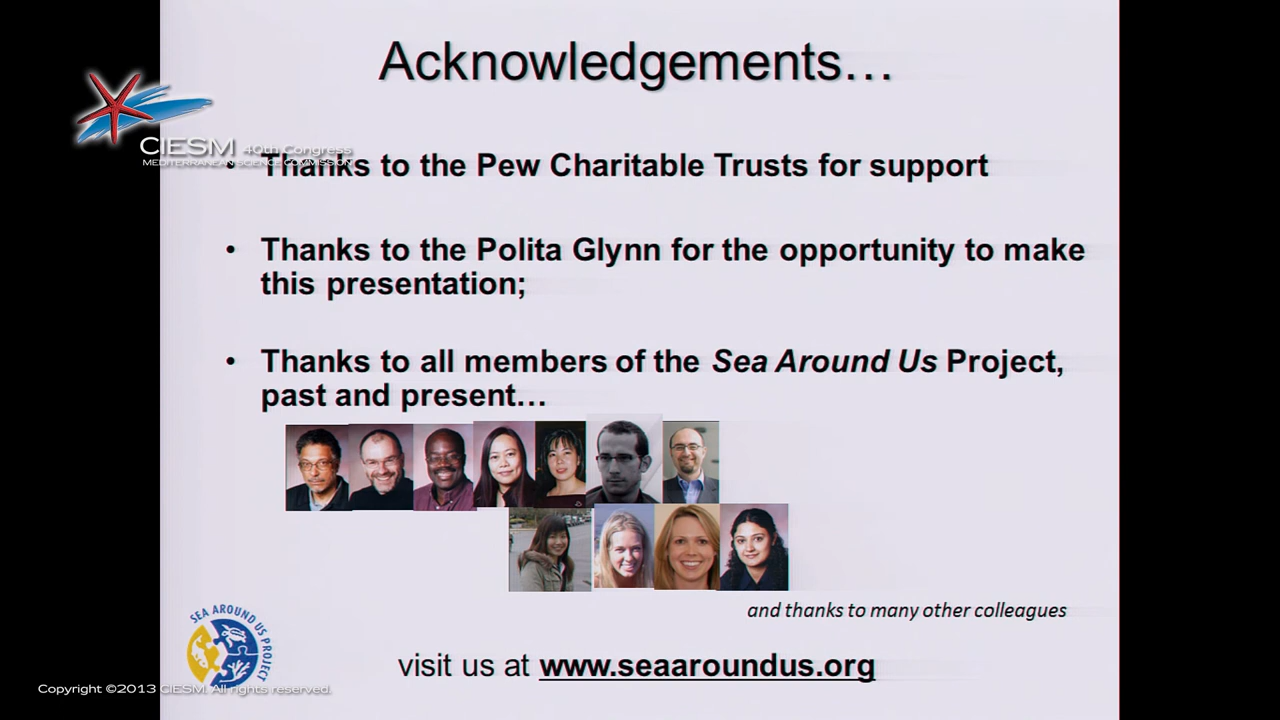 Acknowledgements…
CIESM 40th Congress
MEDITERRANEAN SCIENCE COMMISSION
• Thanks to the Pew Charitable Trusts for support
• Thanks to the Polita Glynn for the opportunity to make
this presentation;
• Thanks to all members of the Sea Around Us Project,
past and present…
and thanks to many other colleagues
SEA AROUND US PROJECT
visit us at www.seaaroundus.org
Copyright ©2013 CIESM. All rights reserved.